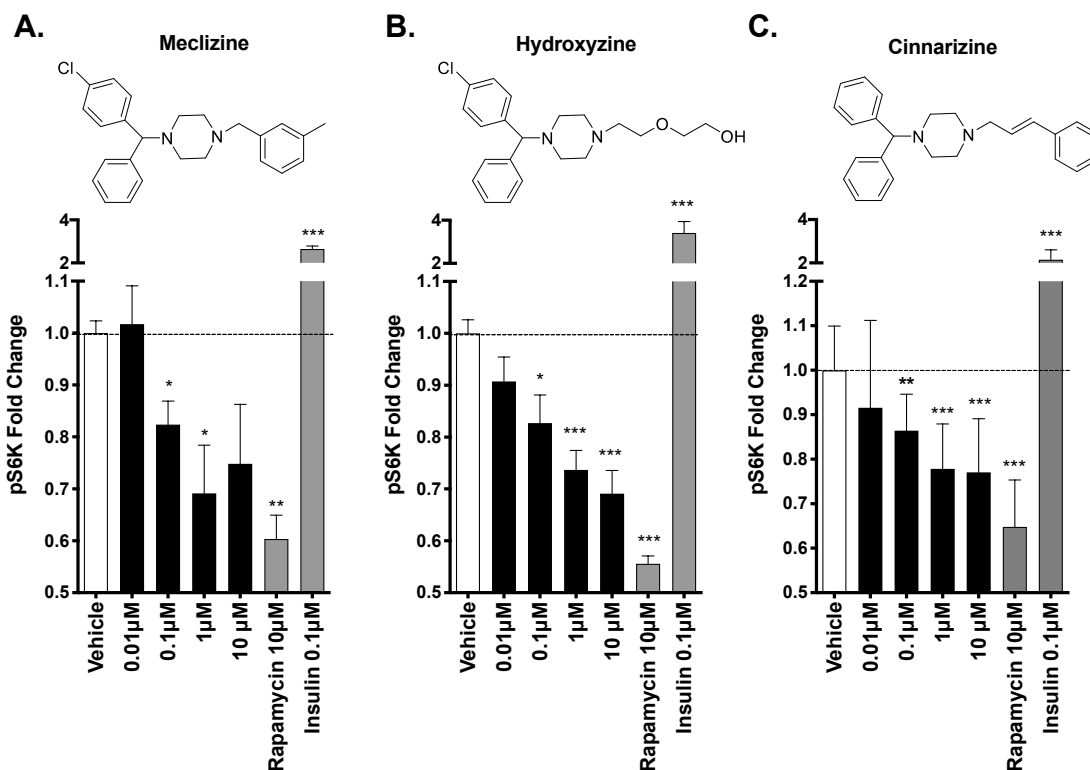 A.
Meclizine
Cl
N
N
***
4
2
1.1
1.0
0.9
0.8
0.7
0.6
0.5
pS6K Fold Change
*
*
**
Vehicle
0.01μM
0.1μM
1μM
10 μM
Rapamycin 10μM
Insulin 0.1μM
B.
Hydroxyzine
Cl
N
N
O
OH
***
4
2
1.1
1.0
0.9
0.8
0.7
0.6
0.5
pS6K Fold Change
*
***
***
***
Vehicle
0.01μM
0.1μM
1μM
10 μM
Rapamycin 10μM
Insulin 0.1μM
C.
Cinnarizine
N
N
***
4
2
1.2
1.1
1.0
0.9
0.8
0.7
0.6
0.5
pS6K Fold Change
**
***
***
***
Vehicle
0.01μM
0.1μM
1μM
10 μM
Rapamycin 10μM
Insulin 0.1μM